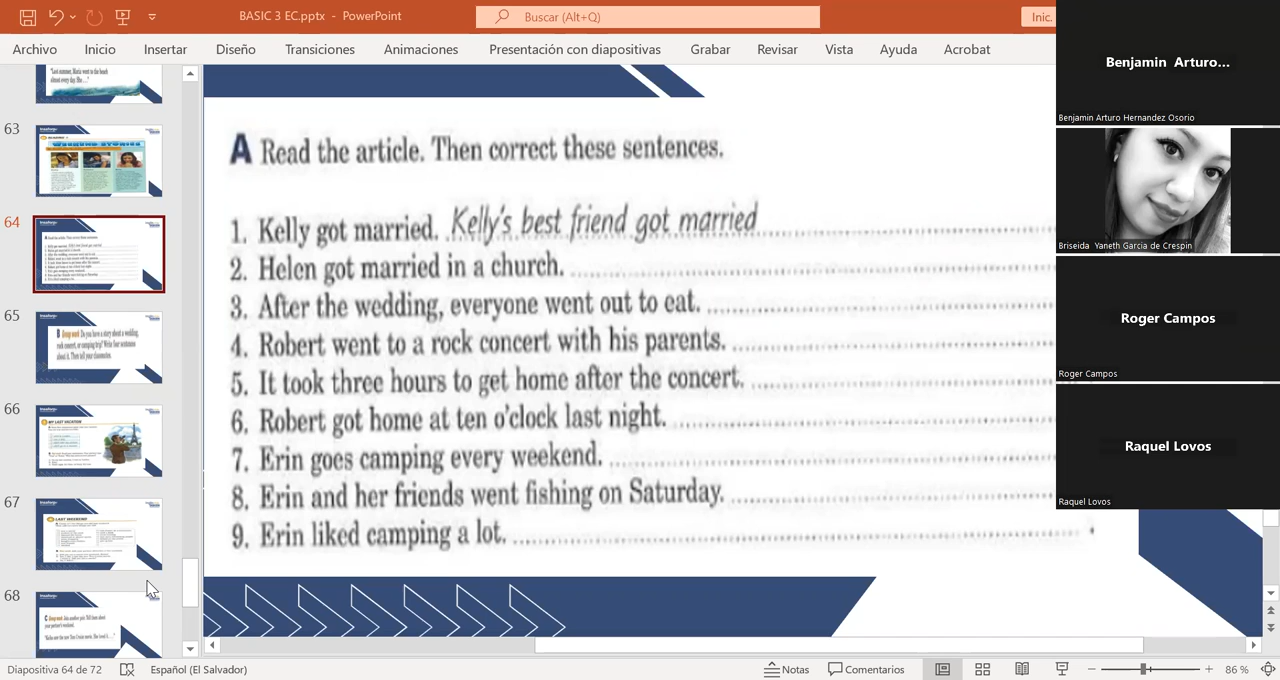 BASIC 3 EC.pptx - PowerPoint
Buscar (Alt+Q)
Inic.
Archivo Inicio Insertar Diseño Transiciones Animaciones Presentación con diapositivas Grabar Revisar Vista Ayuda Acrobat
63
64
65
66
67
68
MY LAST VACATION
LAST WEEKEND
A Read the article. Then correct these sentences.
1. Kelly got married. Kelly's best friend got married
2. Helen got married in a church.
3. After the wedding, everyone went out to eat.
4. Robert went to a rock concert with his parents.
5. It took three hours to get home after the concert.
6. Robert got home at ten o'clock last night.
7. Erin goes camping every weekend.
8. Erin and her friends went fishing on Saturday.
9. Erin liked camping a lot.
Benjamin Arturo...
Benjamin Arturo Hernandez Osorio
Briseida Yaneth Garcia de Crespin
Roger Campos
Roger Campos
Raquel Lovos
Raquel Lovos
Diapositiva 64 de 72
Español (El Salvador)
Notas
Comentarios
86 %